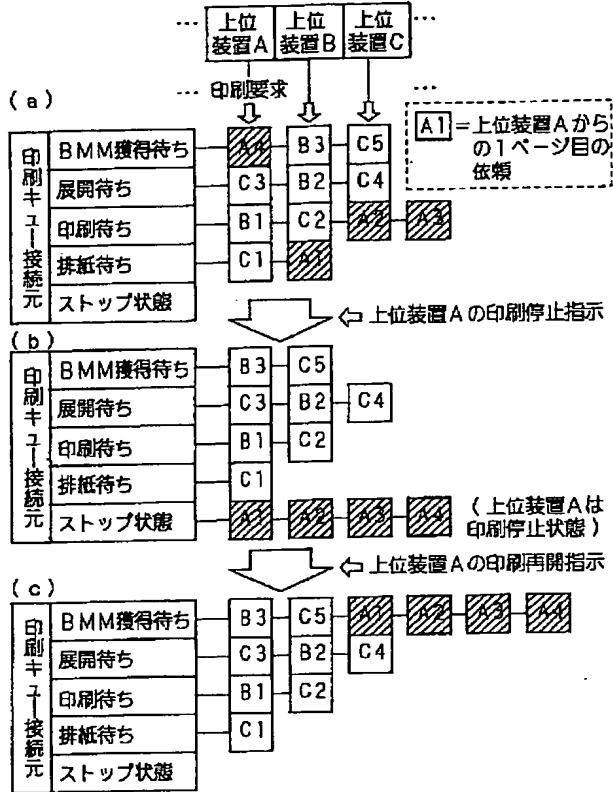 … 上位 上位 上位 …
装置A 装置B 装置C
… 印刷要求 …
(a)
A1 =上位装置Aから
の1ページ目の
依頼
印刷キュー接続元
BMM獲得待ち A4 B3 C5
展開待ち C3 B2 C4
印刷待ち B1 C2 A2 A3
排紙待ち C1 A1
ストップ状態
⇦上位装置Aの印刷停止指示
(b)
印刷キュー接続元
BMM獲得待ち B3 C5
展開待ち C3 B2 C4
印刷待ち B1 C2
排紙待ち C1
ストップ状態 A1 A2 A3 A4 (上位装置Aは
印刷停止状態)
⇦上位装置Aの印刷再開指示
(c)
印刷キュー接続元
BMM獲得待ち B3 C5 A1 A2 A3 A4
展開待ち C3 B2 C4
印刷待ち B1 C2
排紙待ち C1
ストップ状態